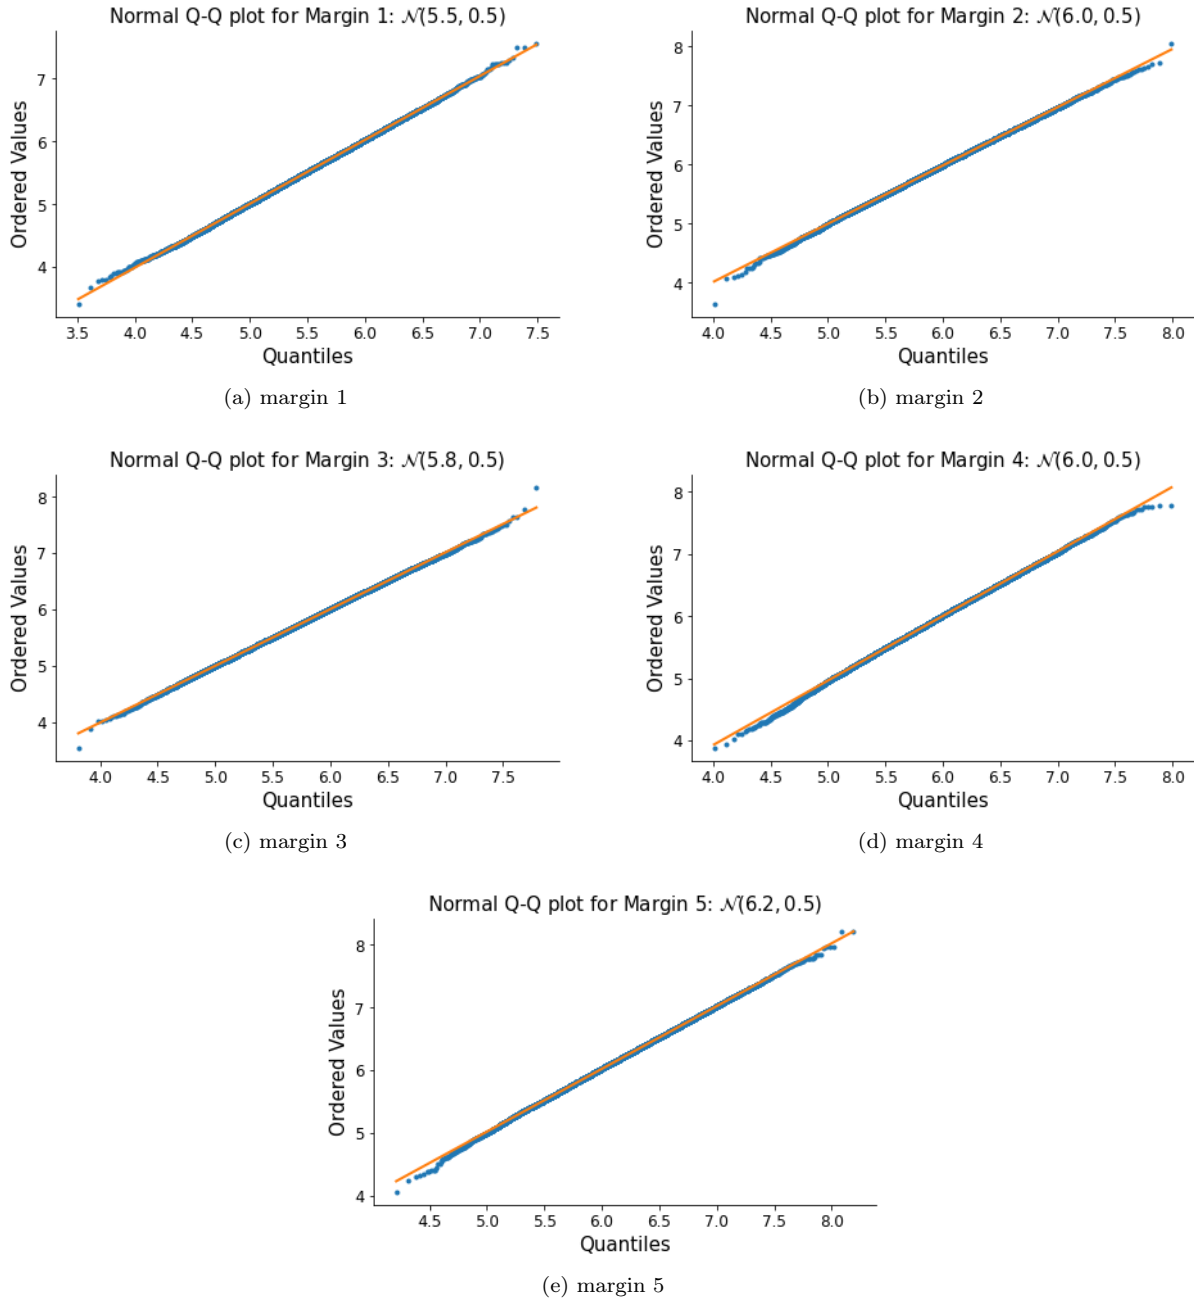 Normal Q-Q plot for Margin 1: 𝒩(5.5, 0.5)
Ordered Values
7
6
5
4
3.5 4.0 4.5 5.0 5.5 6.0 6.5 7.0 7.5
Quantiles
(a) margin 1
Normal Q-Q plot for Margin 2: 𝒩(6.0, 0.5)
Ordered Values
8
7
6
5
4
4.0 4.5 5.0 5.5 6.0 6.5 7.0 7.5 8.0
Quantiles
(b) margin 2
Normal Q-Q plot for Margin 3: 𝒩(5.8, 0.5)
Ordered Values
8
7
6
5
4
4.0 4.5 5.0 5.5 6.0 6.5 7.0 7.5
Quantiles
(c) margin 3
Normal Q-Q plot for Margin 4: 𝒩(6.0, 0.5)
Ordered Values
8
7
6
5
4
4.0 4.5 5.0 5.5 6.0 6.5 7.0 7.5 8.0
Quantiles
(d) margin 4
Normal Q-Q plot for Margin 5: 𝒩(6.2, 0.5)
Ordered Values
8
7
6
5
4
4.5 5.0 5.5 6.0 6.5 7.0 7.5 8.0
Quantiles
(e) margin 5